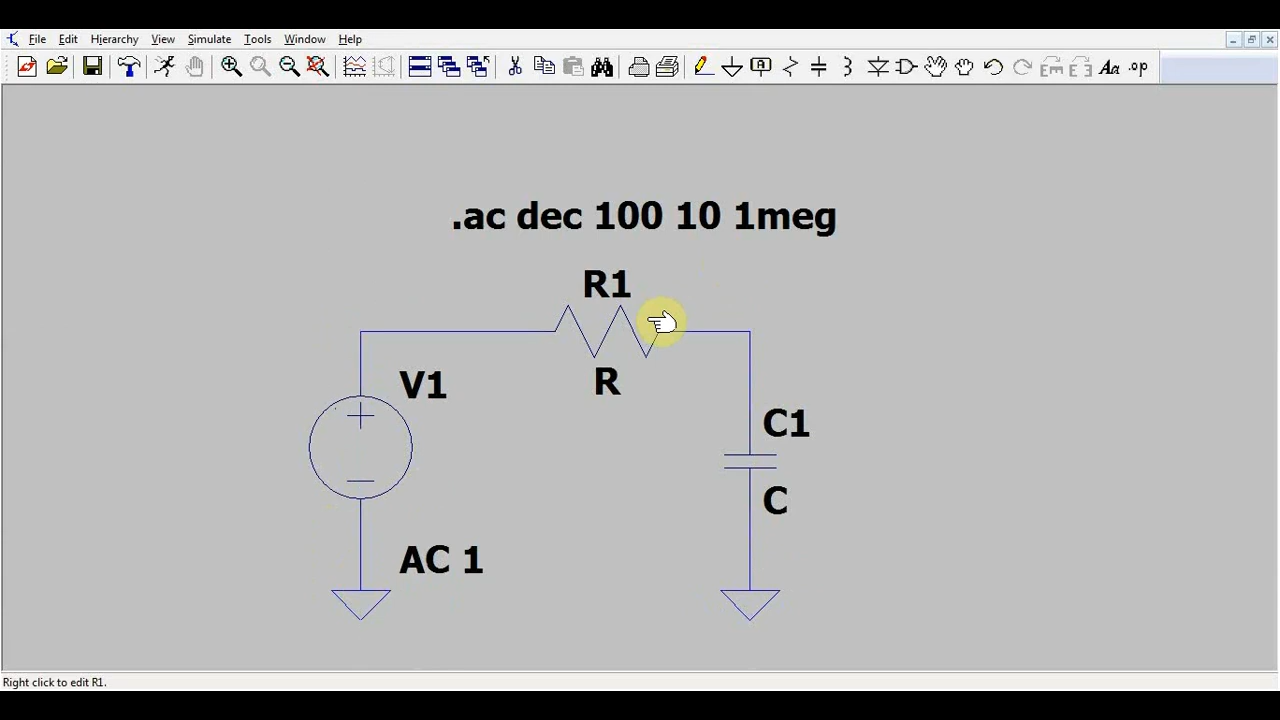 File Edit Hierarchy View Simulate Tools Window Help
.ac dec 100 10 1meg
R1
R
V1
C1
C
AC 1
Right click to edit R1.